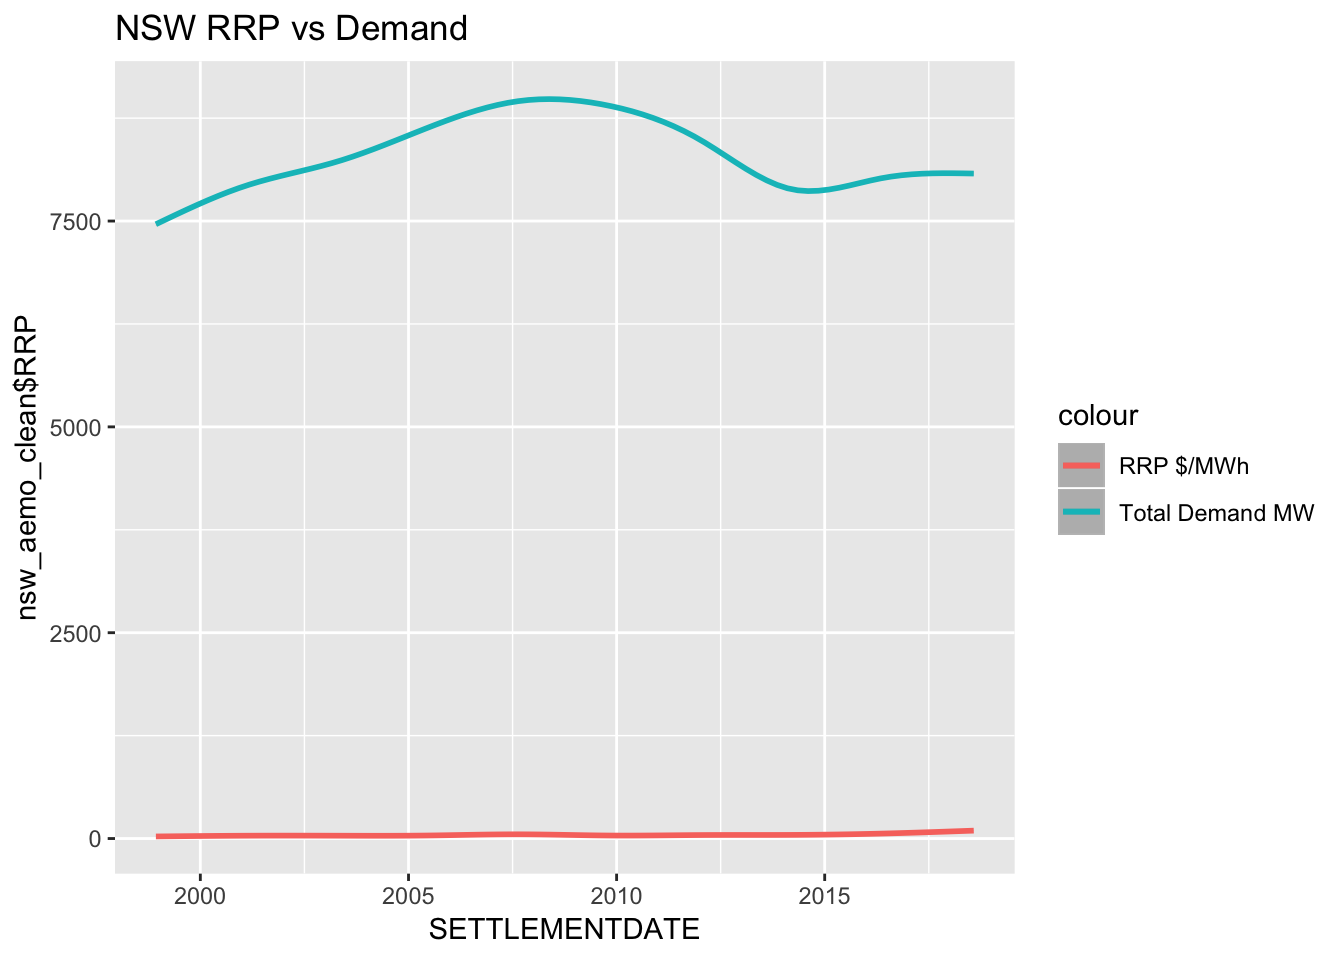 NSW RRP vs Demand
nsw_aemo_clean$RRP
7500
5000
2500
0
2000 2005 2010 2015
SETTLEMENTDATE
colour
RRP $/MWh
Total Demand MW